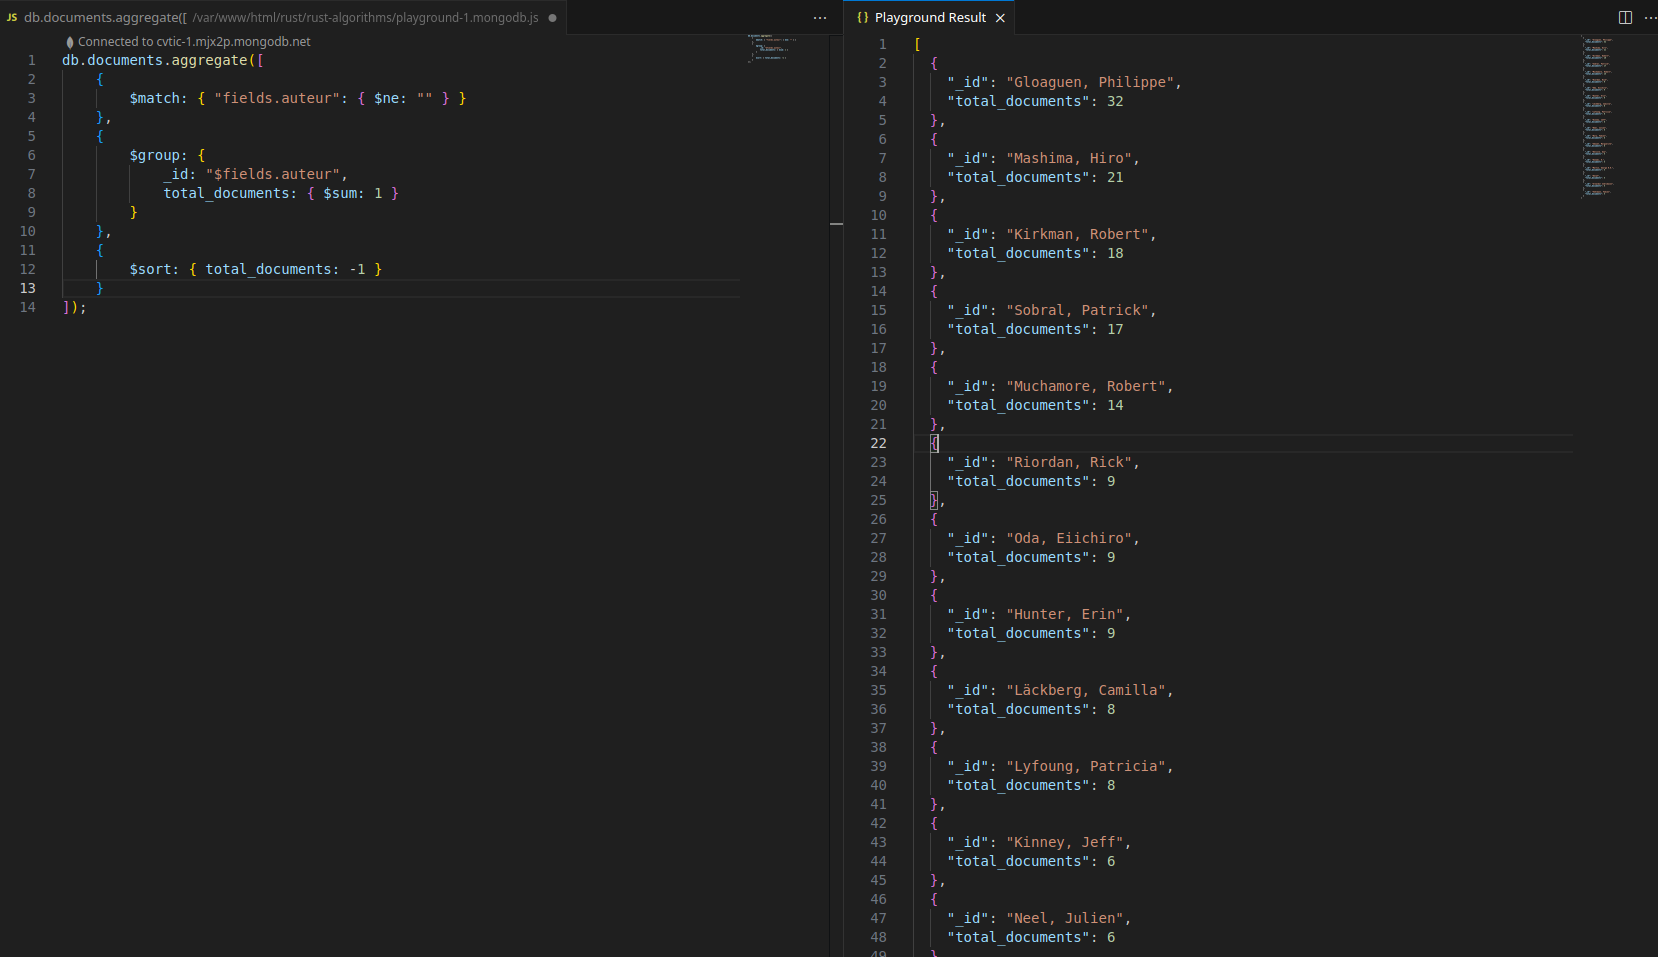 JS db.documents.aggregate([ /var/www/html/rust/rust-algorithms/playground-1.mongodb.js ● ...
Connected to cvtic-1.mjx2p.mongodb.net
1 db.documents.aggregate([
2 {
3 $match: { "fields.auteur": { $ne: "" } }
4 },
5 {
6 $group: {
7 _id: "$fields.auteur",
8 total_documents: { $sum: 1 }
9 }
10 },
11 {
12 $sort: { total_documents: -1 }
13 }
14 ]);
{} Playground Result × ...
1 [
2 {
3 "_id": "Gloaguen, Philippe",
4 "total_documents": 32
5 },
6 {
7 "_id": "Mashima, Hiro",
8 "total_documents": 21
9 },
10 {
11 "_id": "Kirkman, Robert",
12 "total_documents": 18
13 },
14 {
15 "_id": "Sobral, Patrick",
16 "total_documents": 17
17 },
18 {
19 "_id": "Muchamore, Robert",
20 "total_documents": 14
21 },
22 {
23 "_id": "Riordan, Rick",
24 "total_documents": 9
25 },
26 {
27 "_id": "Oda, Eiichiro",
28 "total_documents": 9
29 },
30 {
31 "_id": "Hunter, Erin",
32 "total_documents": 9
33 },
34 {
35 "_id": "Läckberg, Camilla",
36 "total_documents": 8
37 },
38 {
39 "_id": "Lyfoung, Patricia",
40 "total_documents": 8
41 },
42 {
43 "_id": "Kinney, Jeff",
44 "total_documents": 6
45 },
46 {
47 "_id": "Neel, Julien",
48 "total_documents": 6